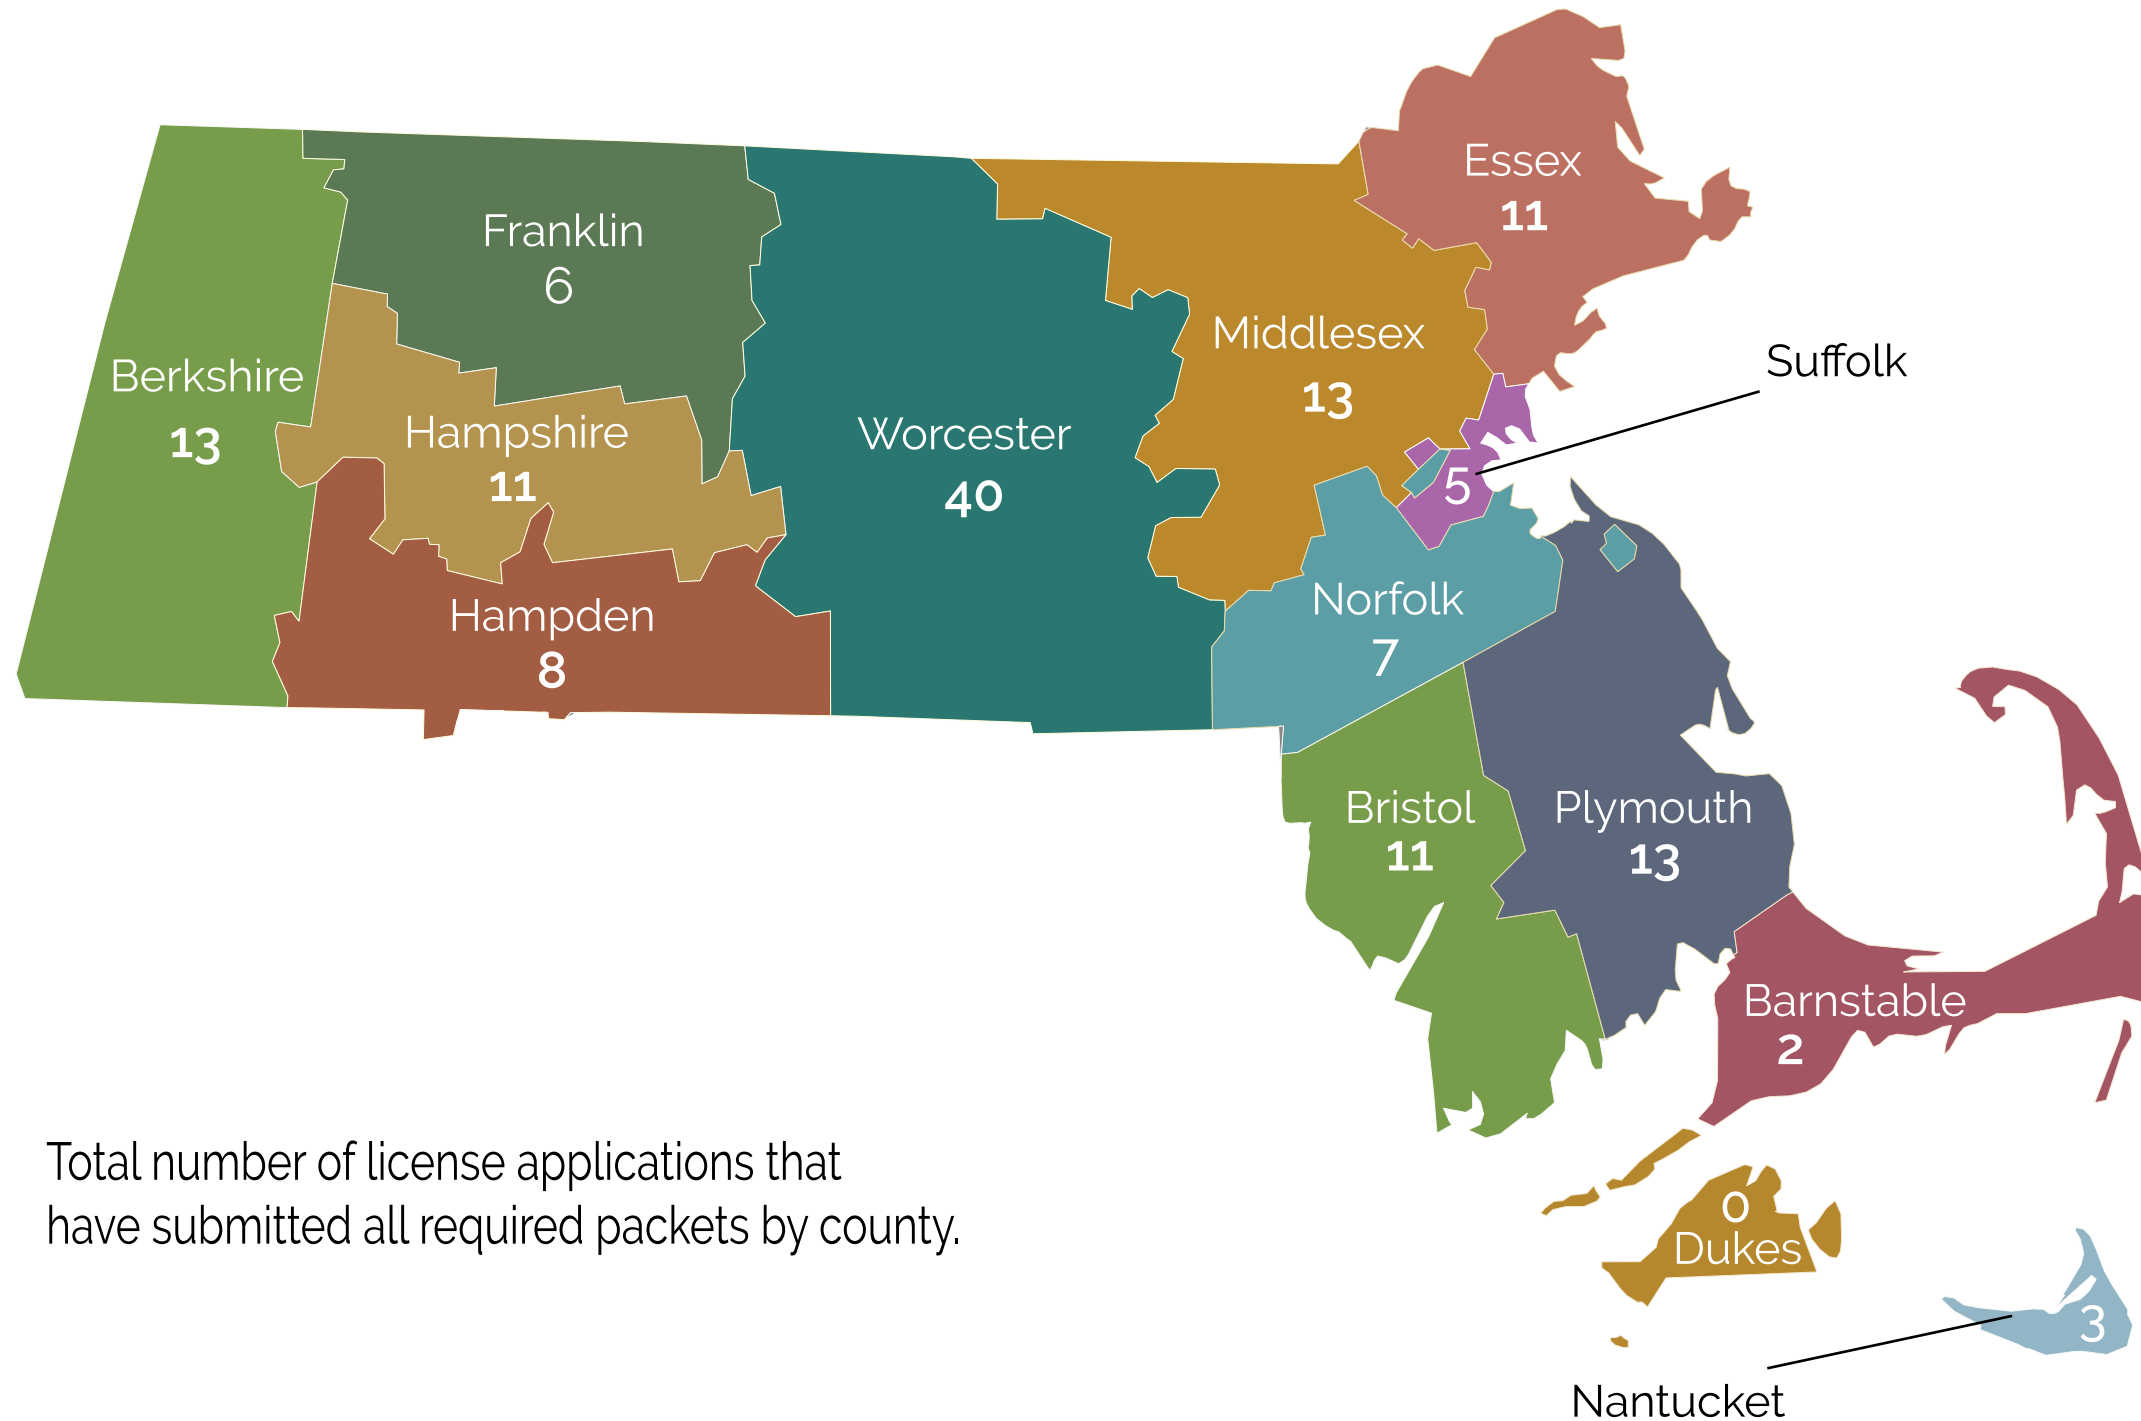 Essex
11
Franklin
6
Middlesex
13
Suffolk
5
Berkshire
13
Hampshire
11
Worcester
40
Norfolk
7
Hampden
8
Bristol
11
Plymouth
13
Barnstable
2
Total number of license applications that
have submitted all required packets by county.
0
Dukes
3
Nantucket